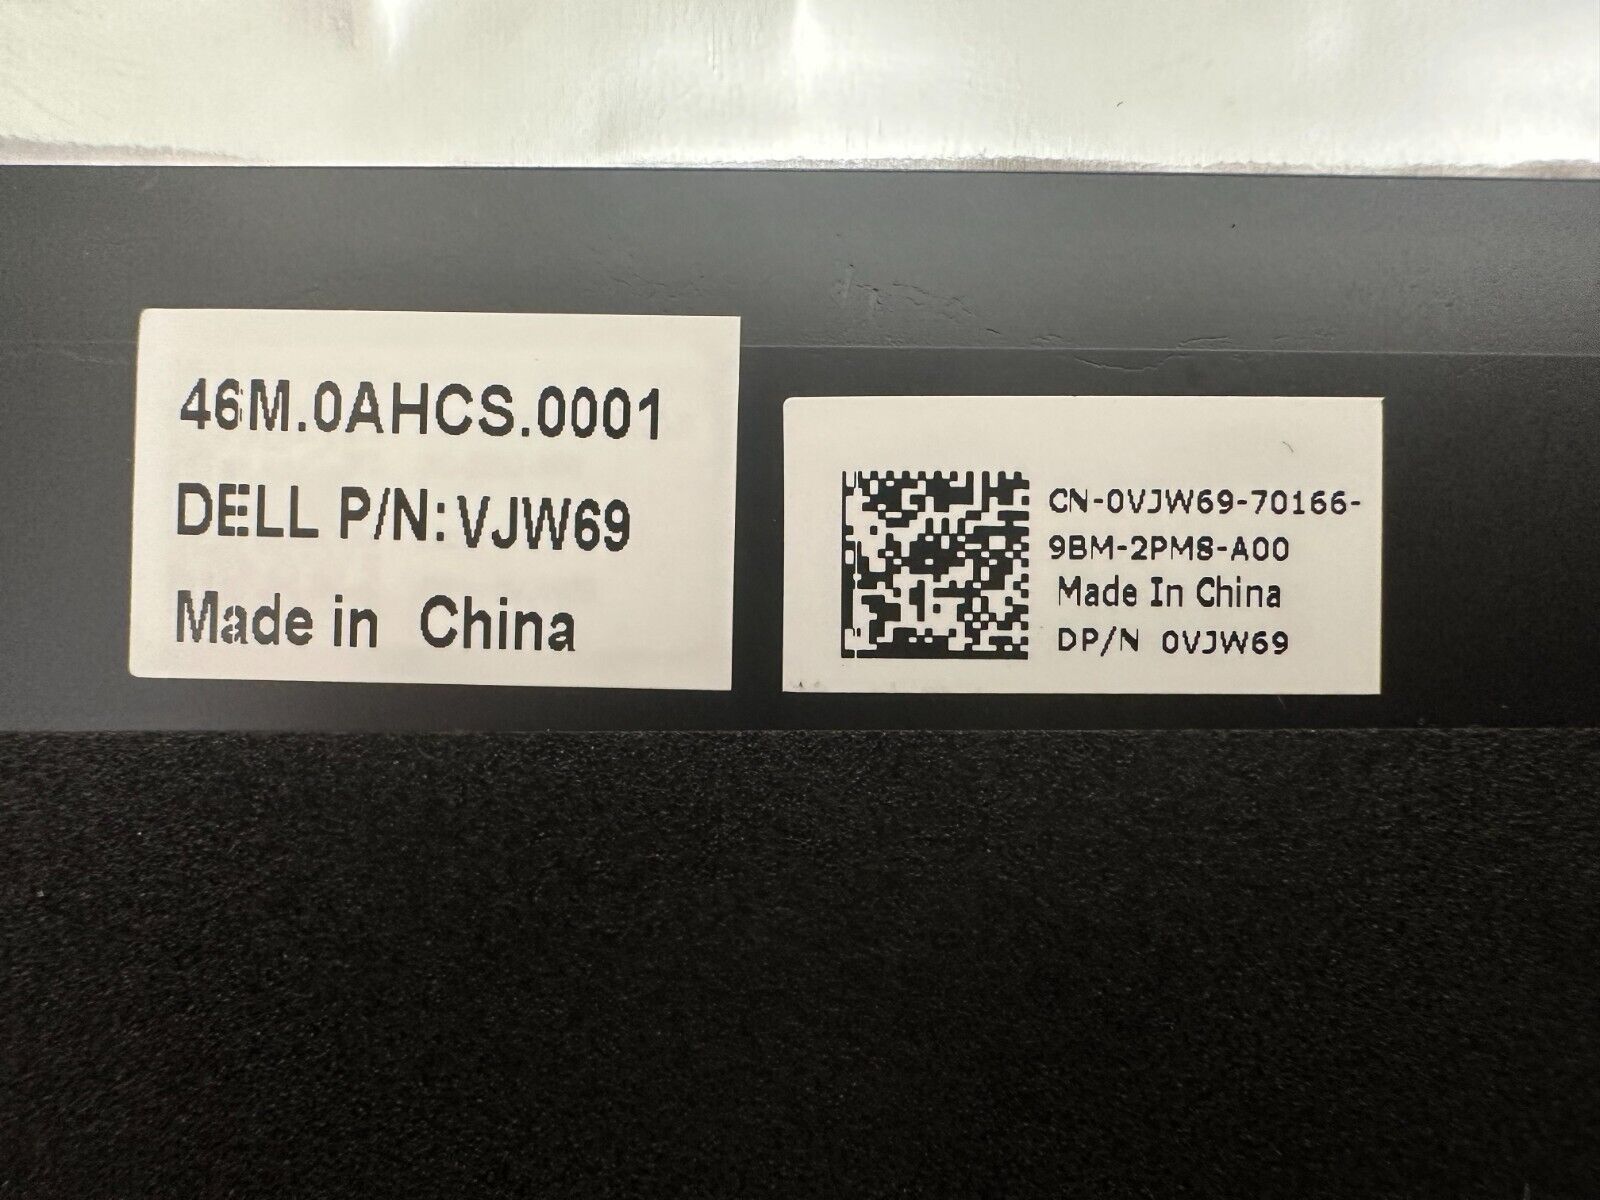 46M.0AHCS.0001
DELL P/N:VJW69
Made in China
CN-0VJW69-70166-
9BM-2PM8-A00
Made In China
DP/N 0VJW69